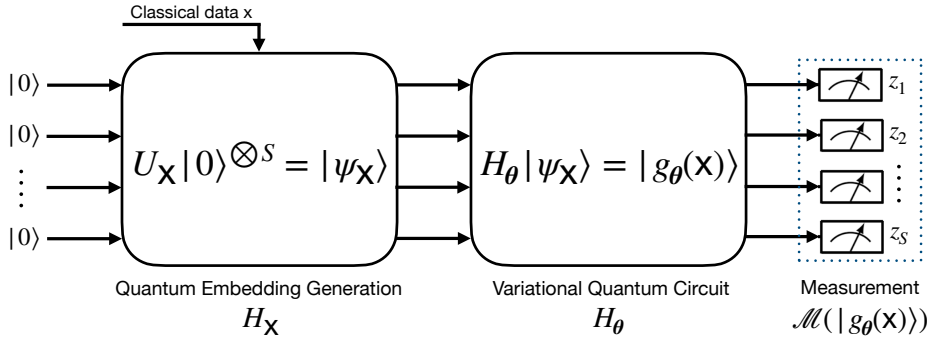 Classical data x
|0⟩
|0⟩
⋮
|0⟩
U_x|0⟩^{⊗S} = |ψ_x⟩
H_θ|ψ_x⟩ = |g_θ(x)⟩
z_1
z_2
⋮
z_S
Quantum Embedding Generation
H_x
Variational Quantum Circuit
H_θ
Measurement
ℳ(|g_θ(x)⟩)